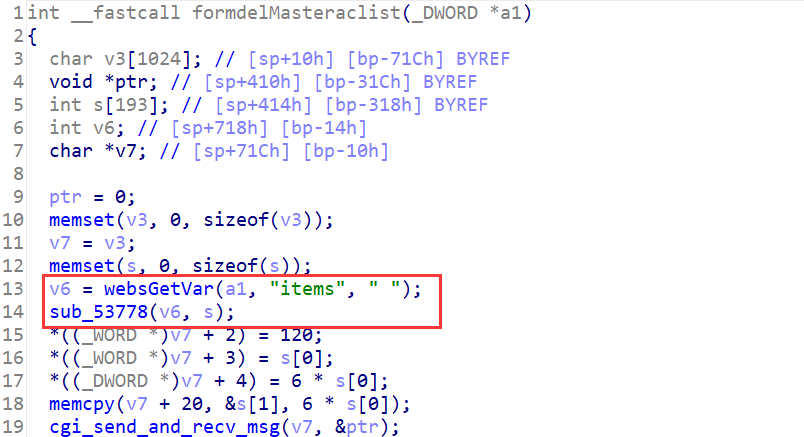 1 int __fastcall formdelMasteraclist(_DWORD *a1)
2 {
3   char v3[1024]; // [sp+10h] [bp-71Ch] BYREF
4   void *ptr; // [sp+410h] [bp-31Ch] BYREF
5   int s[193]; // [sp+414h] [bp-318h] BYREF
6   int v6; // [sp+718h] [bp-14h]
7   char *v7; // [sp+71Ch] [bp-10h]
8
9   ptr = 0;
10   memset(v3, 0, sizeof(v3));
11   v7 = v3;
12   memset(s, 0, sizeof(s));
13   v6 = websGetVar(a1, "items", " ");
14   sub_53778(v6, s);
15   *((_WORD *)v7 + 2) = 120;
16   *((_WORD *)v7 + 3) = s[0];
17   *((_DWORD *)v7 + 4) = 6 * s[0];
18   memcpy(v7 + 20, &s[1], 6 * s[0]);
19   cgi_send_and_recv_msg(v7, &ptr);